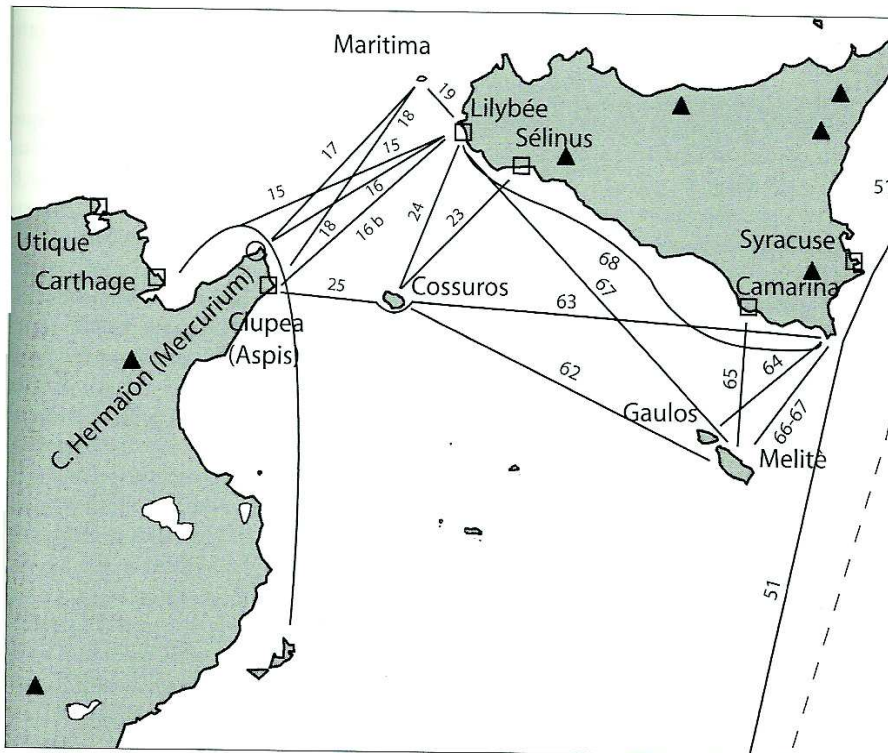 Maritima
19
Lilybée
Sélinus
18
17
15
15
16
18
16 b
24
23
51
Utique
Carthage
Syracuse
Camarina
68
67
25
Cossuros
63
C. Hermaïon (Mercurium)
Clupea
(Aspis)
62
65
64
Gaulos
66-67
Melitè
51